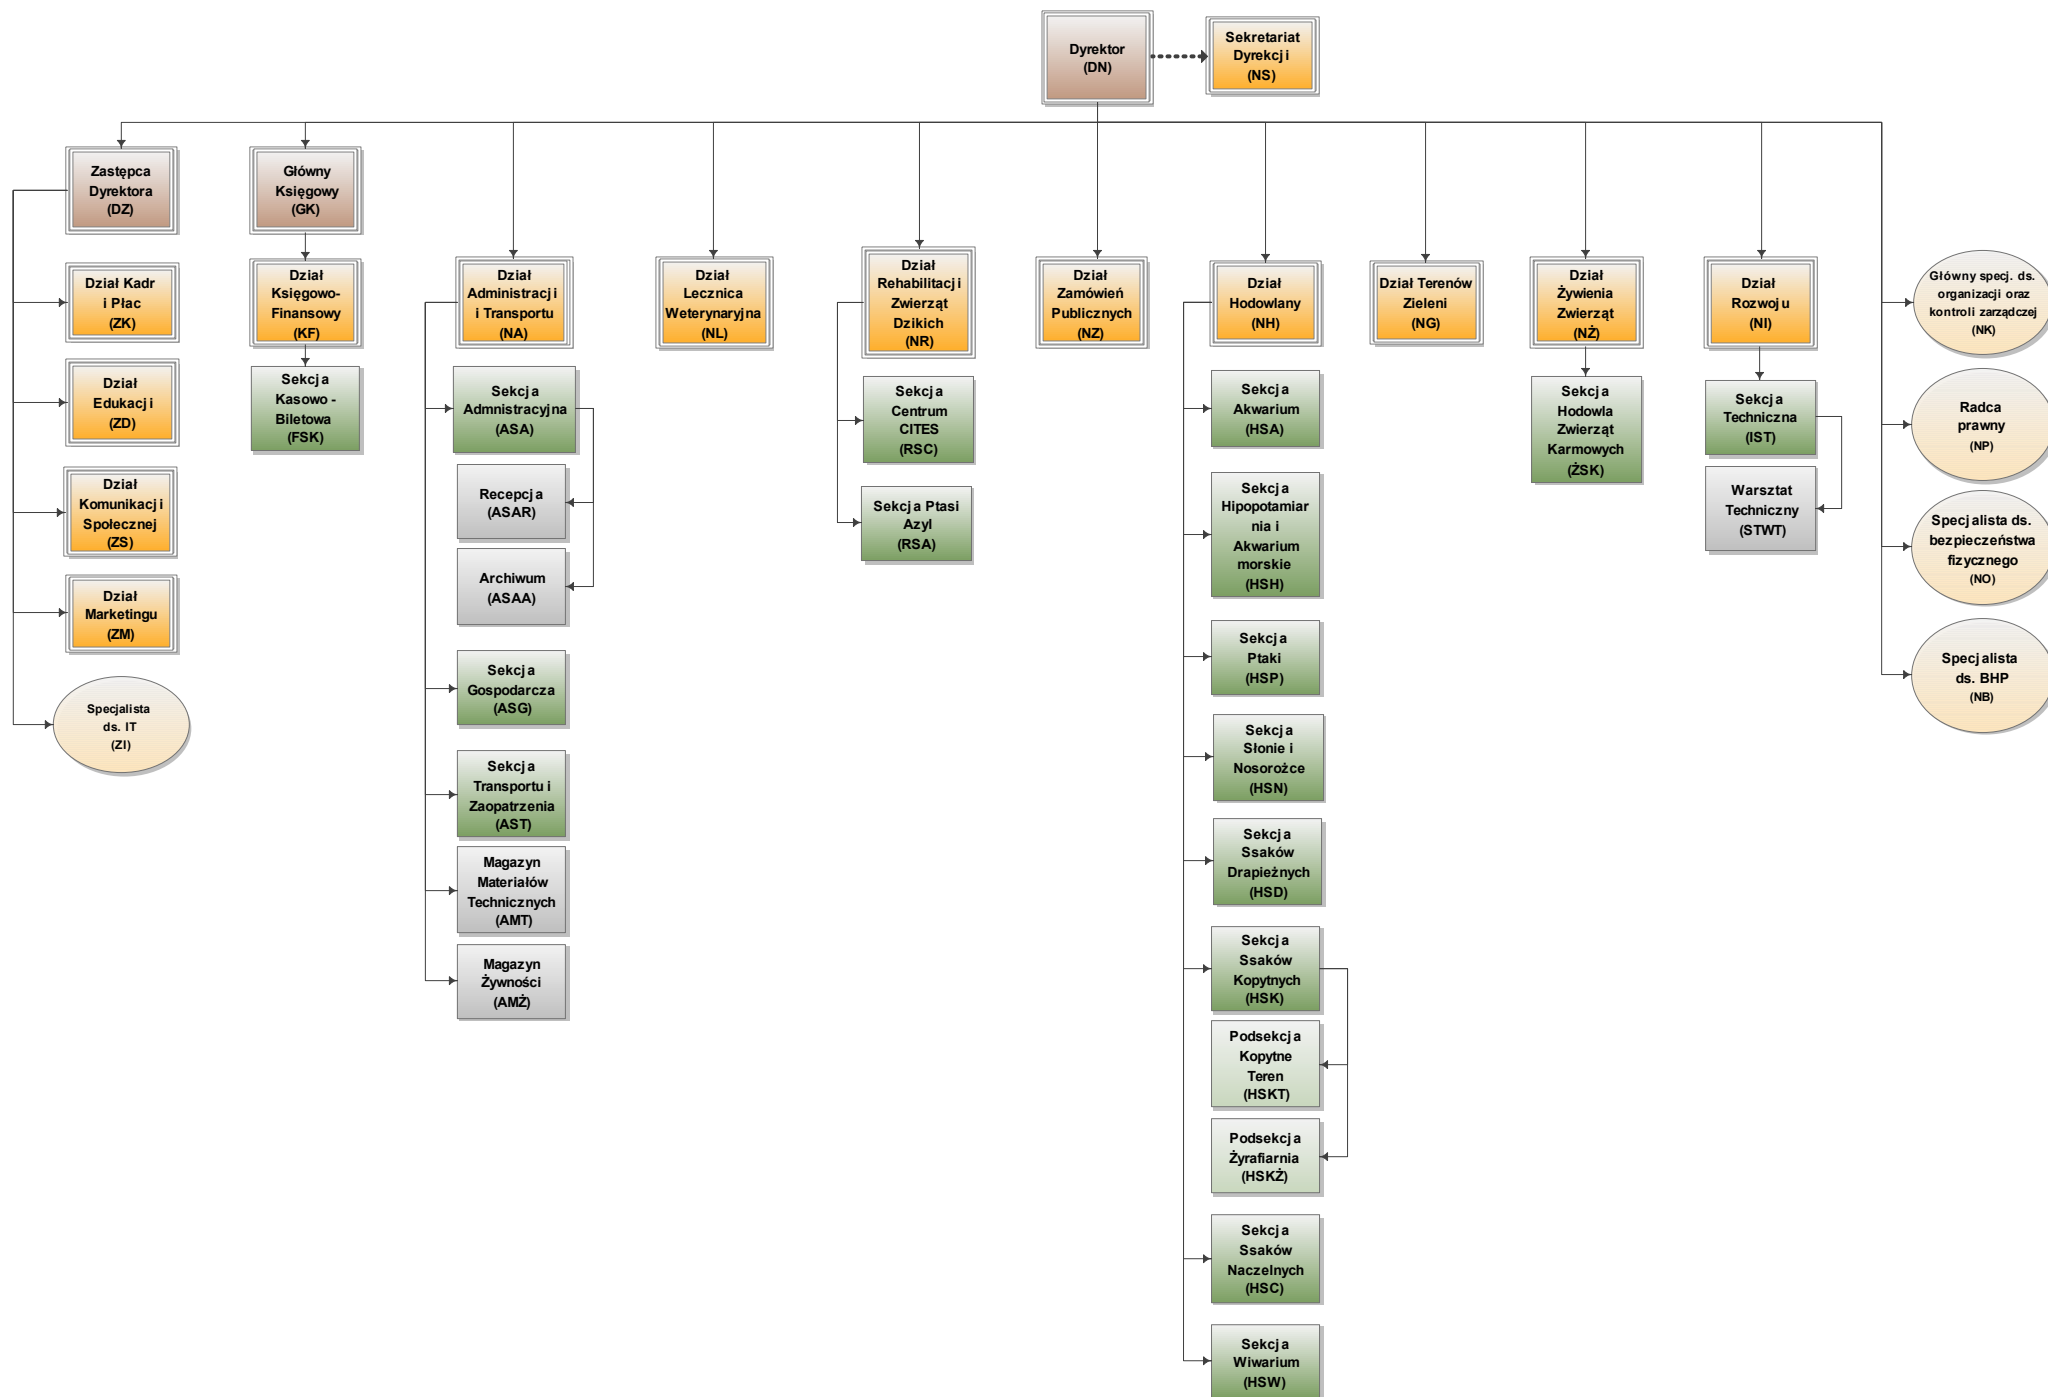 Dyrektor
(DN)
Sekretariat
Dyrekcji
(NS)
Zastępca
Dyrektora
(DZ)
Główny
Księgowy
(GK)
Dział Kadr
i Płac
(ZK)
Dział
Edukacji
(ZD)
Dział
Komunikacji
Społecznej
(ZS)
Dział
Marketingu
(ZM)
Specjalista
ds. IT
(ZI)
Dział
Księgowo-
Finansowy
(KF)
Sekcja
Kasowo -
Biletowa
(FSK)
Dział
Administracji
i Transportu
(NA)
Sekcja
Admnistracyjna
(ASA)
Recepcja
(ASAR)
Archiwum
(ASAA)
Sekcja
Gospodarcza
(ASG)
Sekcja
Transportu i
Zaopatrzenia
(AST)
Magazyn
Materiałów
Technicznych
(AMT)
Magazyn
Żywności
(AMŻ)
Dział
Lecznica
Weterynaryjna
(NL)
Dział
Rehabilitacji
Zwierząt
Dzikich
(NR)
Sekcja
Centrum
CITES
(RSC)
Sekcja Ptasi
Azyl
(RSA)
Dział
Zamówień
Publicznych
(NZ)
Dział
Hodowlany
(NH)
Sekcja
Akwarium
(HSA)
Sekcja
Hipopotamiar
nia i
Akwarium
morskie
(HSH)
Sekcja
Ptaki
(HSP)
Sekcja
Słonie i
Nosorożce
(HSN)
Sekcja
Ssaków
Drapieżnych
(HSD)
Sekcja
Ssaków
Kopytnych
(HSK)
Podsekcja
Kopytne
Teren
(HSKT)
Podsekcja
Żyrafiarnia
(HSKŻ)
Sekcja
Ssaków
Naczelnych
(HSC)
Sekcja
Wiwarium
(HSW)
Dział Terenów
Zieleni
(NG)
Dział
Żywienia
Zwierząt
(NŻ)
Sekcja
Hodowla
Zwierząt
Karmowych
(ŻSK)
Dział
Rozwoju
(NI)
Sekcja
Techniczna
(IST)
Warsztat
Techniczny
(STWT)
Główny specj. ds.
organizacji oraz
kontroli zarządczej
(NK)
Radca
prawny
(NP)
Specjalista ds.
bezpieczeństwa
fizycznego
(NO)
Specjalista
ds. BHP
(NB)